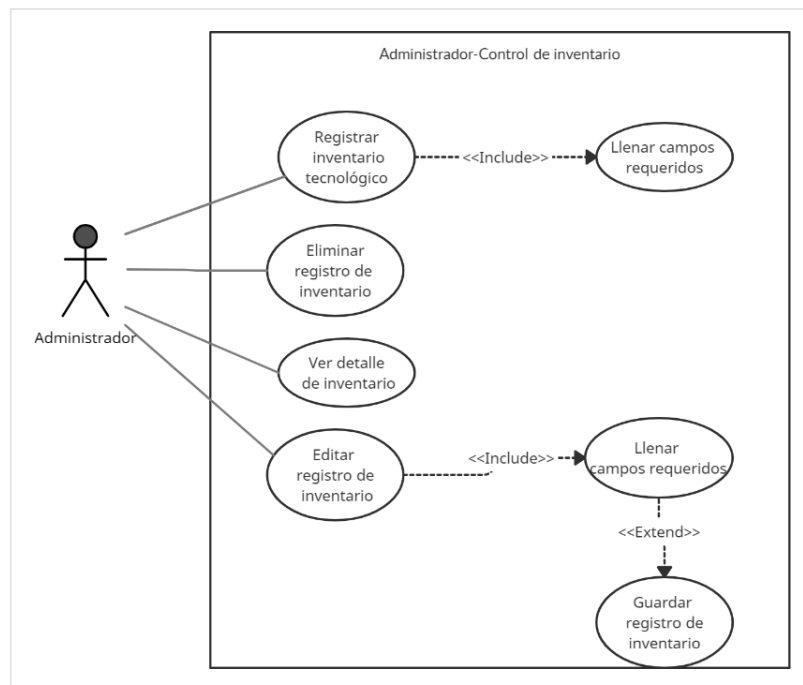 Administrador-Control de inventario
Registrar
inventario
tecnológico
<<Include>>
Llenar campos
requeridos
Eliminar
registro de
inventario
Administrador
Ver detalle
de inventario
Editar
registro de
inventario
<<Include>>
Llenar
campos requeridos
<<Extend>>
Guardar
registro de
inventario